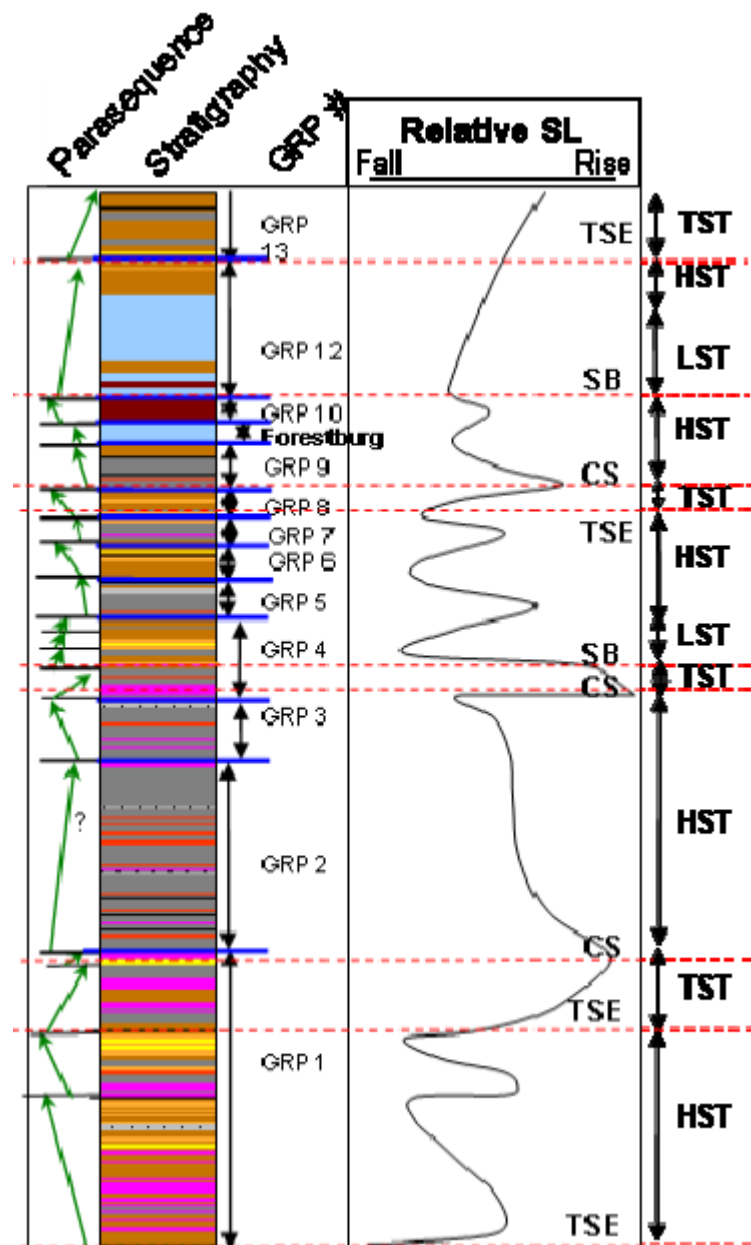 Parasequence
Stratigraphy
GRP #
Relative SL
Fall Rise
GRP
13
TSE
TST
HST
GRP 12
LST
SB
GRP 10
Forestburg
HST
GRP 9
CS
TST
GRP 8
TSE
GRP 7
HST
GRP 6
GRP 5
LST
GRP 4
SB
TST
CS
GRP 3
HST
?
GRP 2
CS
TST
TSE
GRP 1
HST
TSE